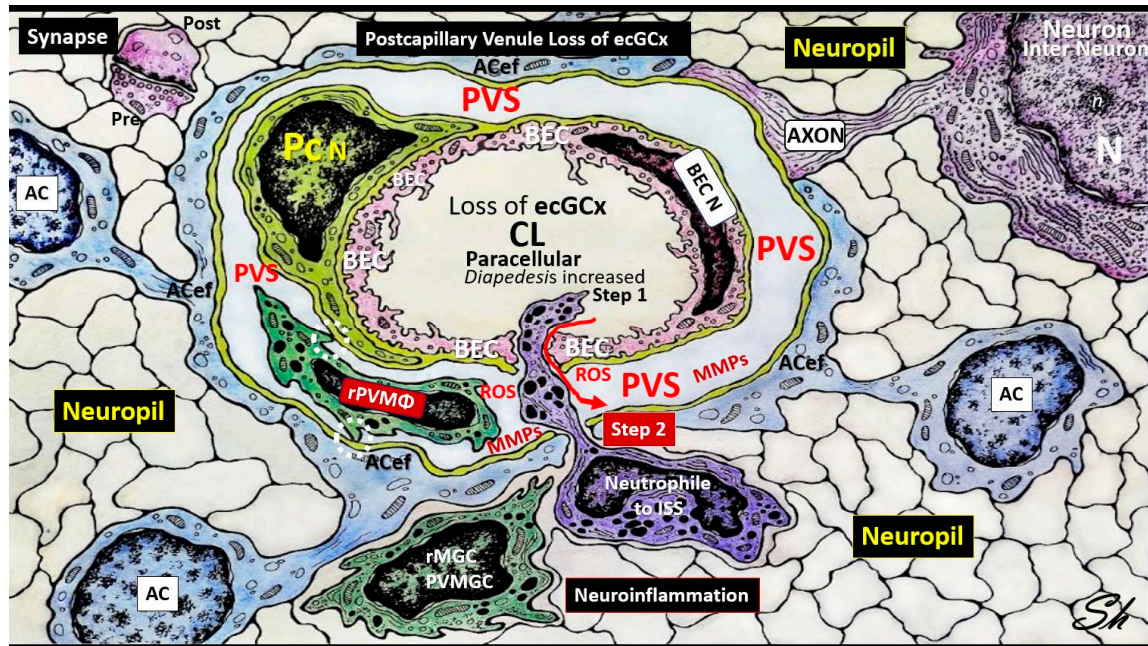 Synapse
Post
Pre
Postcapillary Venule Loss of ecGCx
ACef
PVS
Neuropil
Neuron
Inter Neuron
n
N
AXON
AC
Pc N
BEC
BEC
BEC N
Loss of ecGCx
CL
Paracellular
Diapedesis increased
Step 1
PVS
PVS
ACef
BEC
BEC
BEC
ROS
ROS
PVS
MMPs
ACef
rPVMΦ
Neuropil
MMPs
Step 2
ACef
AC
Neutrophile
to ISS
Neuropil
rMGC
PVMGC
AC
Neuroinflammation
Sh